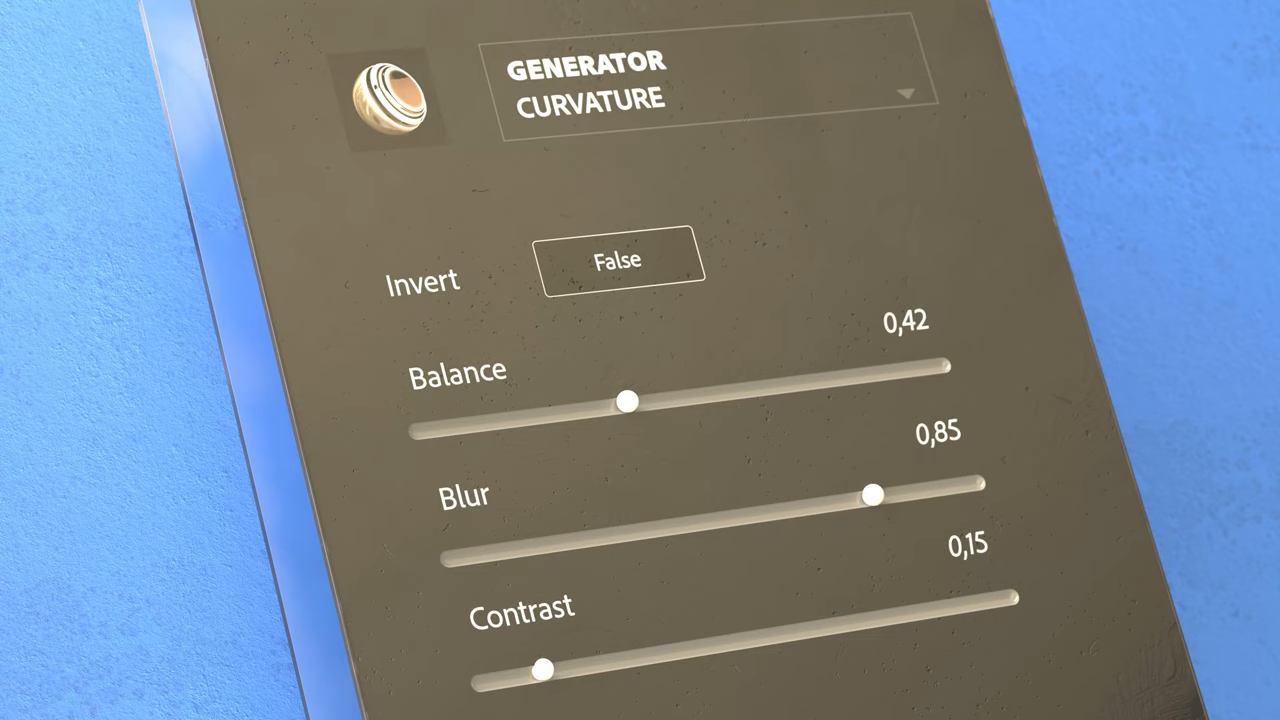 GENERATOR
CURVATURE
Invert
False
Balance
0,42
Blur
0,85
Contrast
0,15